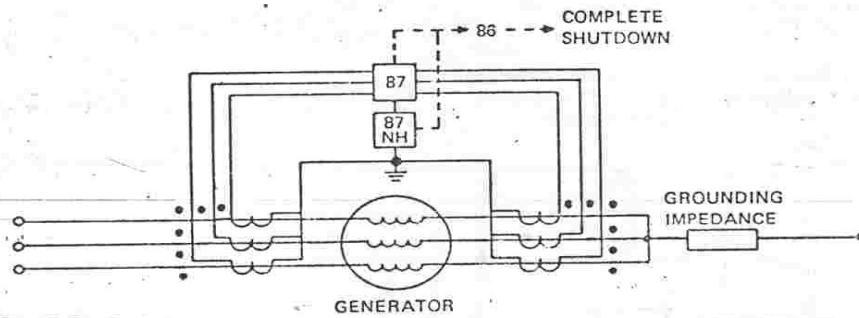 COMPLETE
SHUTDOWN
86
87
87
NH
GROUNDING
IMPEDANCE
GENERATOR